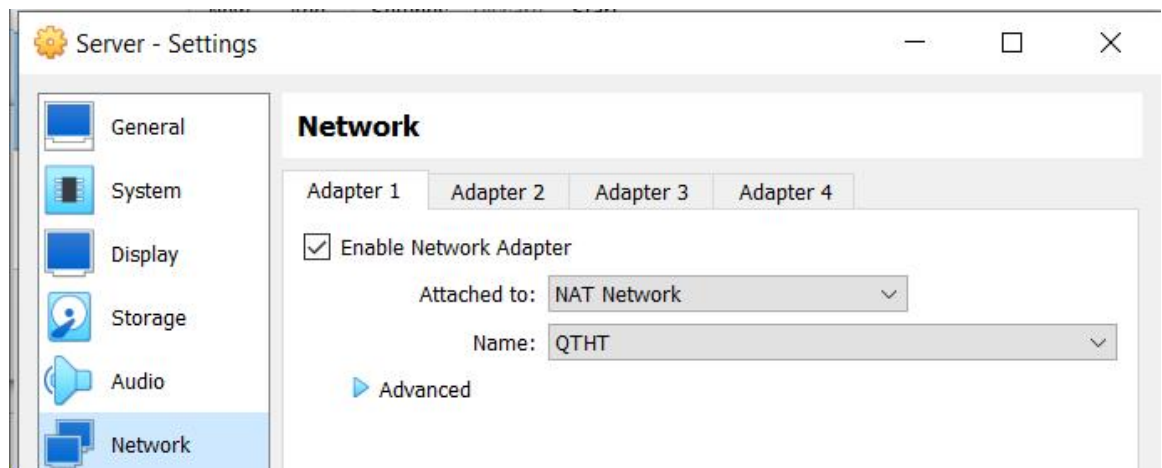 Server - Settings
General
System
Display
Storage
Audio
Network
Network
Adapter 1 Adapter 2 Adapter 3 Adapter 4
Enable Network Adapter
Attached to: NAT Network
Name: QTHT
Advanced